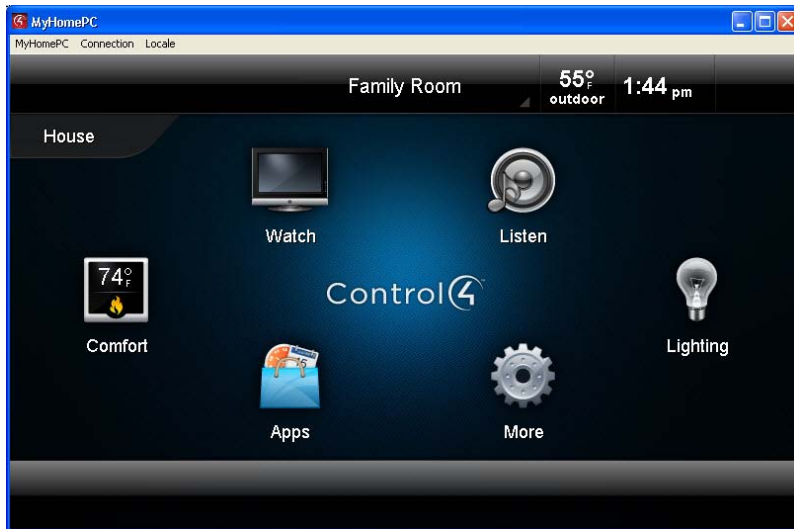 MyHomePC
MyHomePC Connection Locale
Family Room
55°F
outdoor
1:44 pm
House
Watch
Listen
74°F
Comfort
Control4™
Lighting
Apps
More